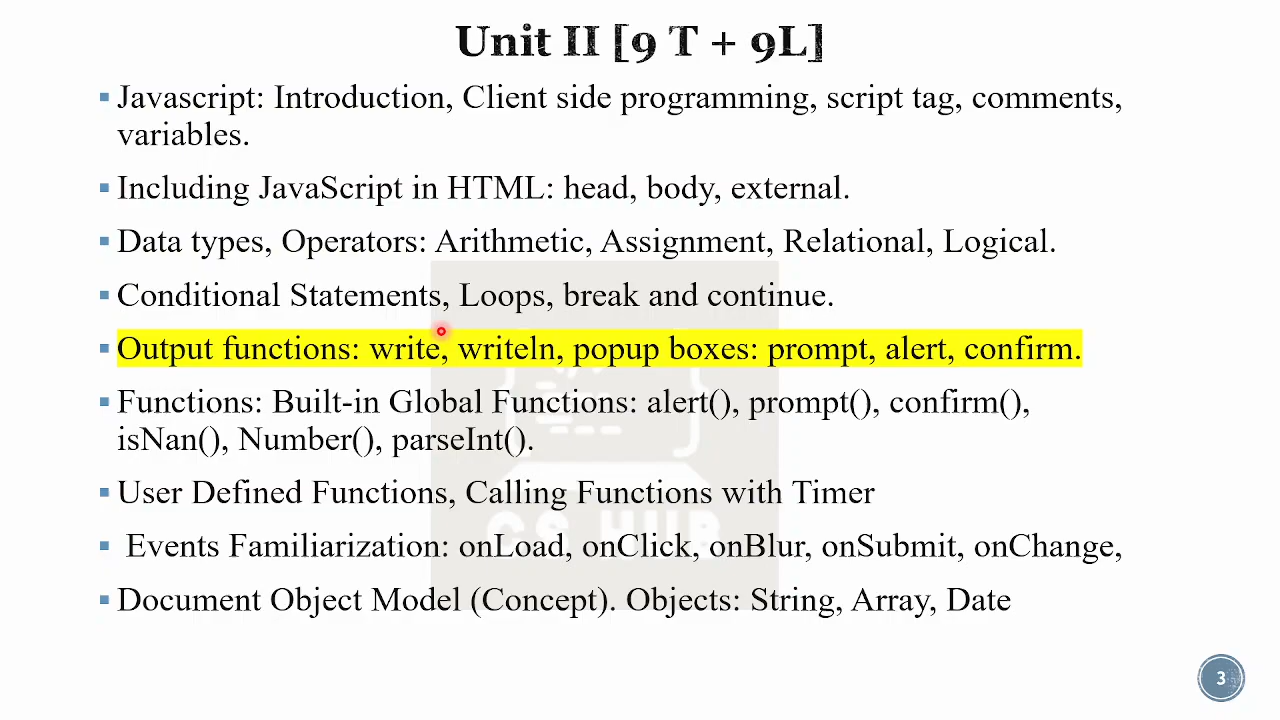 Unit II [9 T + 9L]
Javascript: Introduction, Client side programming, script tag, comments,
variables.
Including JavaScript in HTML: head, body, external.
Data types, Operators: Arithmetic, Assignment, Relational, Logical.
Conditional Statements, Loops, break and continue.
Output functions: write, writeln, popup boxes: prompt, alert, confirm.
Functions: Built-in Global Functions: alert(), prompt(), confirm(),
isNan(), Number(), parseInt().
User Defined Functions, Calling Functions with Timer
CS HUB
Events Familiarization: onLoad, onClick, onBlur, onSubmit, onChange,
Document Object Model (Concept). Objects: String, Array, Date
3